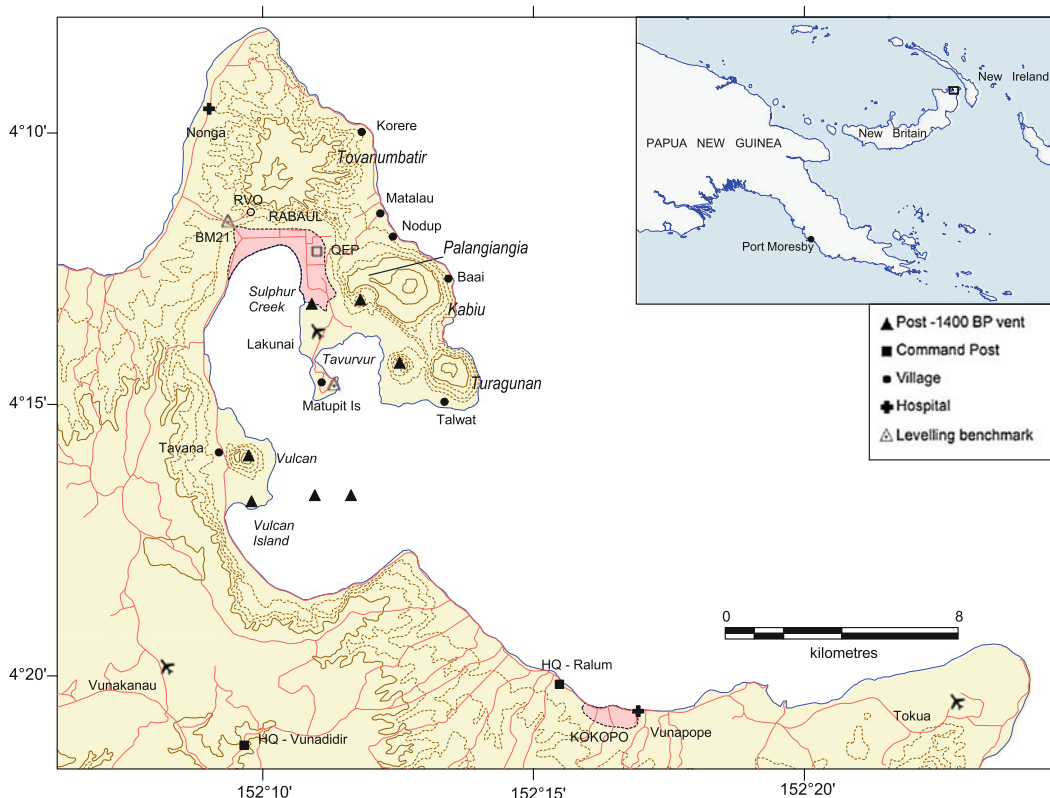 New Ireland
New Britain
PAPUA NEW GUINEA
Port Moresby
4°10'
Nonga
Korere
Tovanumbatir
RVO
RABAUL
Matalau
BM21
QEP
Nodup
Palangiangia
Baai
Sulphur
Creek
Kabiu
Lakunai
Tavurvur
Turagunan
Matupit Is
Talwat
4°15'
Post -1400 BP vent
Command Post
Village
Hospital
Levelling benchmark
Tavana
Vulcan
Vulcan
Island
0 8
kilometres
4°20'
HQ - Ralum
Vunakanau
Tokua
KOKOPO
Vunapope
HQ - Vunadidir
152°10'
152°15'
152°20'